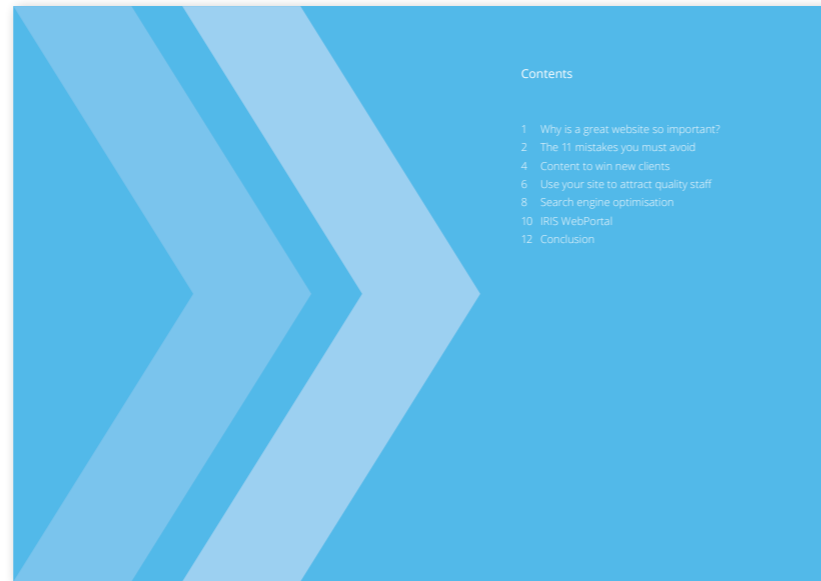 Contents
1 Why is a great website so important?
2 The 11 mistakes you must avoid
4 Content to win new clients
6 Use your site to attract quality staff
8 Search engine optimisation
10 IRIS WebPortal
12 Conclusion